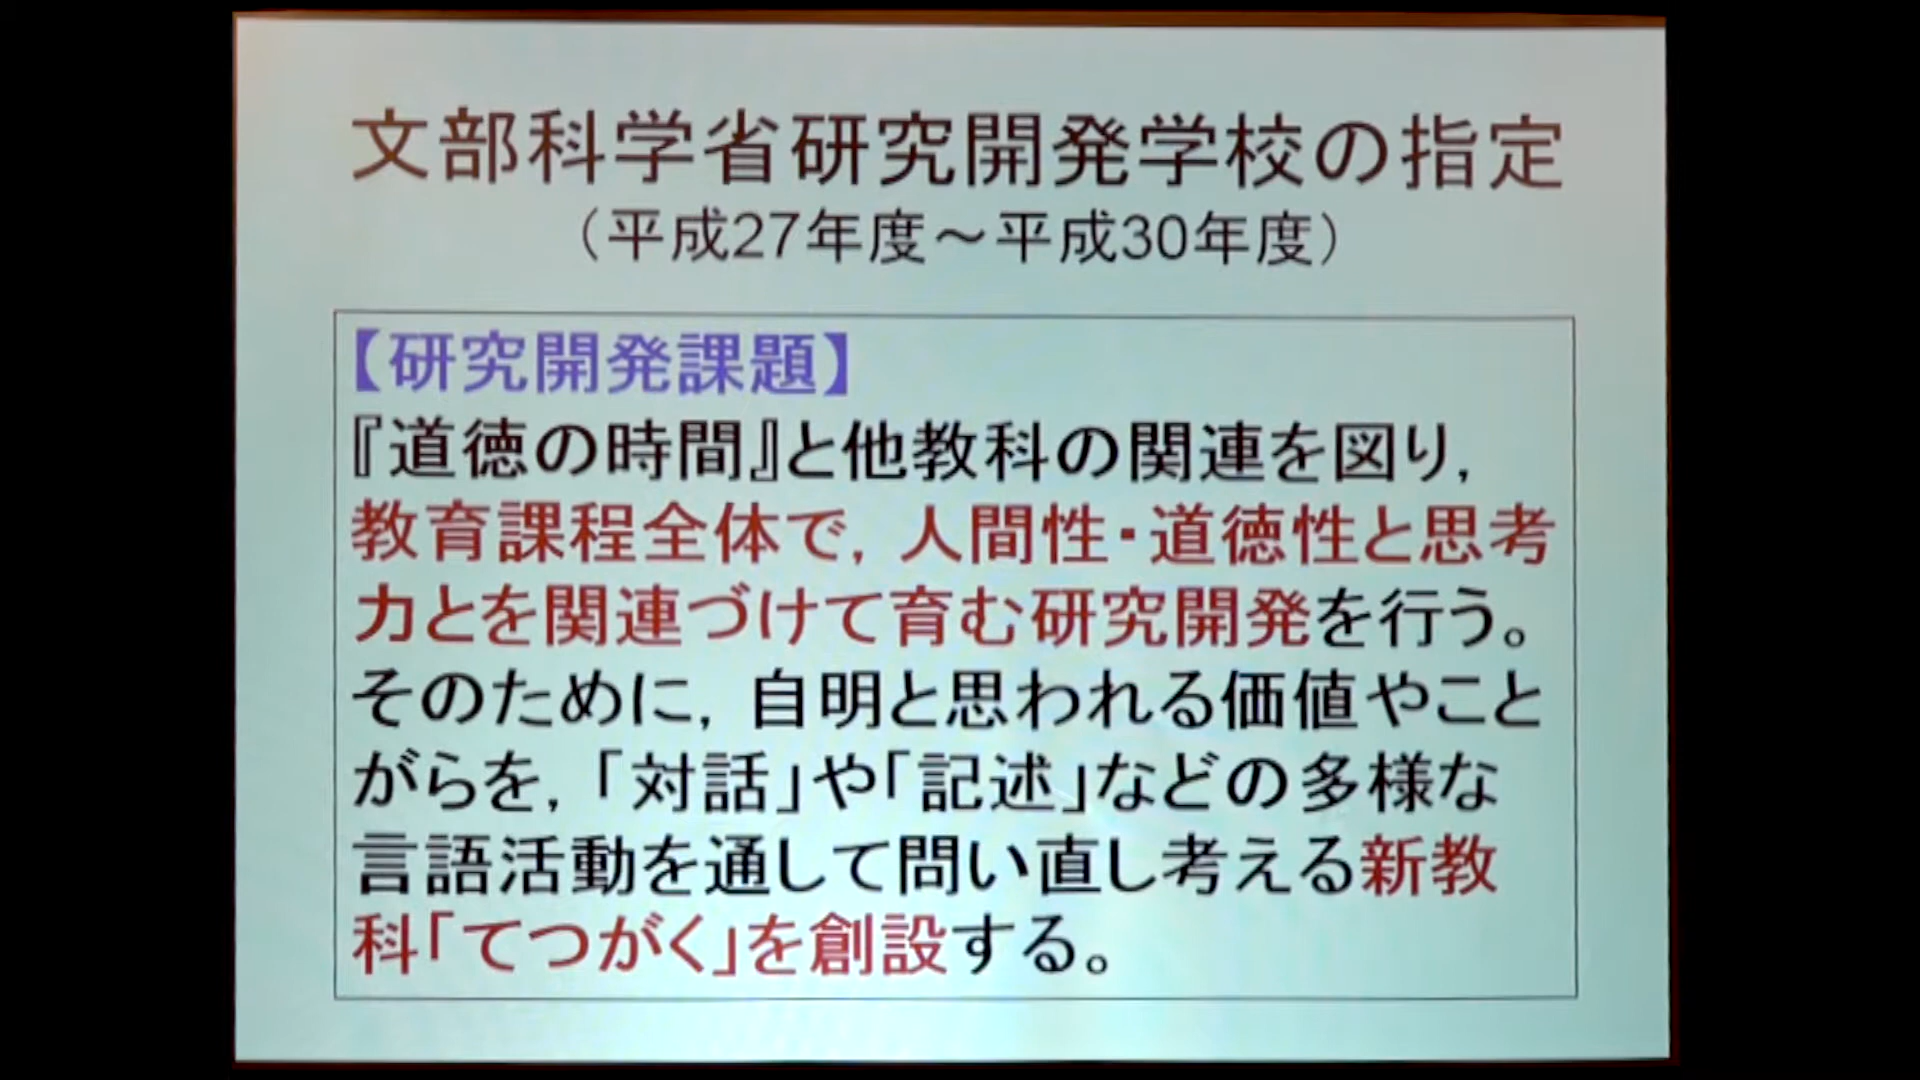 文部科学省研究開発学校の指定
（平成27年度～平成30年度）
【研究開発課題】
『道徳の時間』と他教科の関連を図り，
教育課程全体で，人間性・道徳性と思考
力とを関連づけて育む研究開発を行う。
そのために，自明と思われる価値やこと
がらを，「対話」や「記述」などの多様な
言語活動を通して問い直し考える新教
科「てつがく」を創設する。